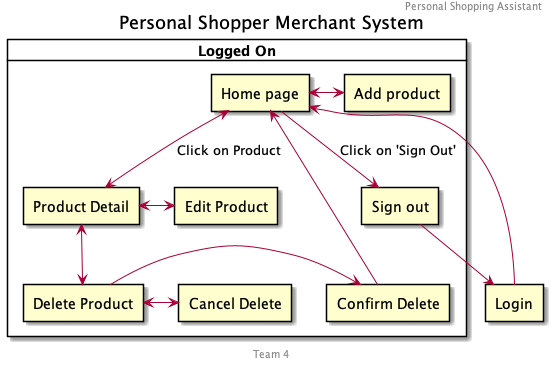 Personal Shopping Assistant
Personal Shopper Merchant System
Logged On
Home page
Add product
Click on Product
Click on 'Sign Out'
Product Detail
Edit Product
Sign out
Delete Product
Cancel Delete
Confirm Delete
Login
Team 4